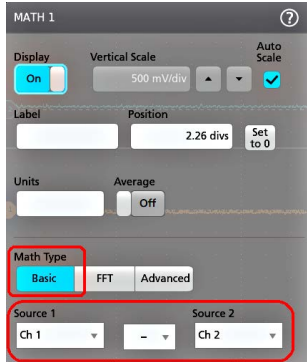 MATH 1 ?
Display Vertical Scale Auto Scale
On 500 mV/div
Label Position
2.26 divs Set to 0
Units Average
Off
Math Type
Basic FFT Advanced
Source 1 Source 2
Ch 1 - Ch 2